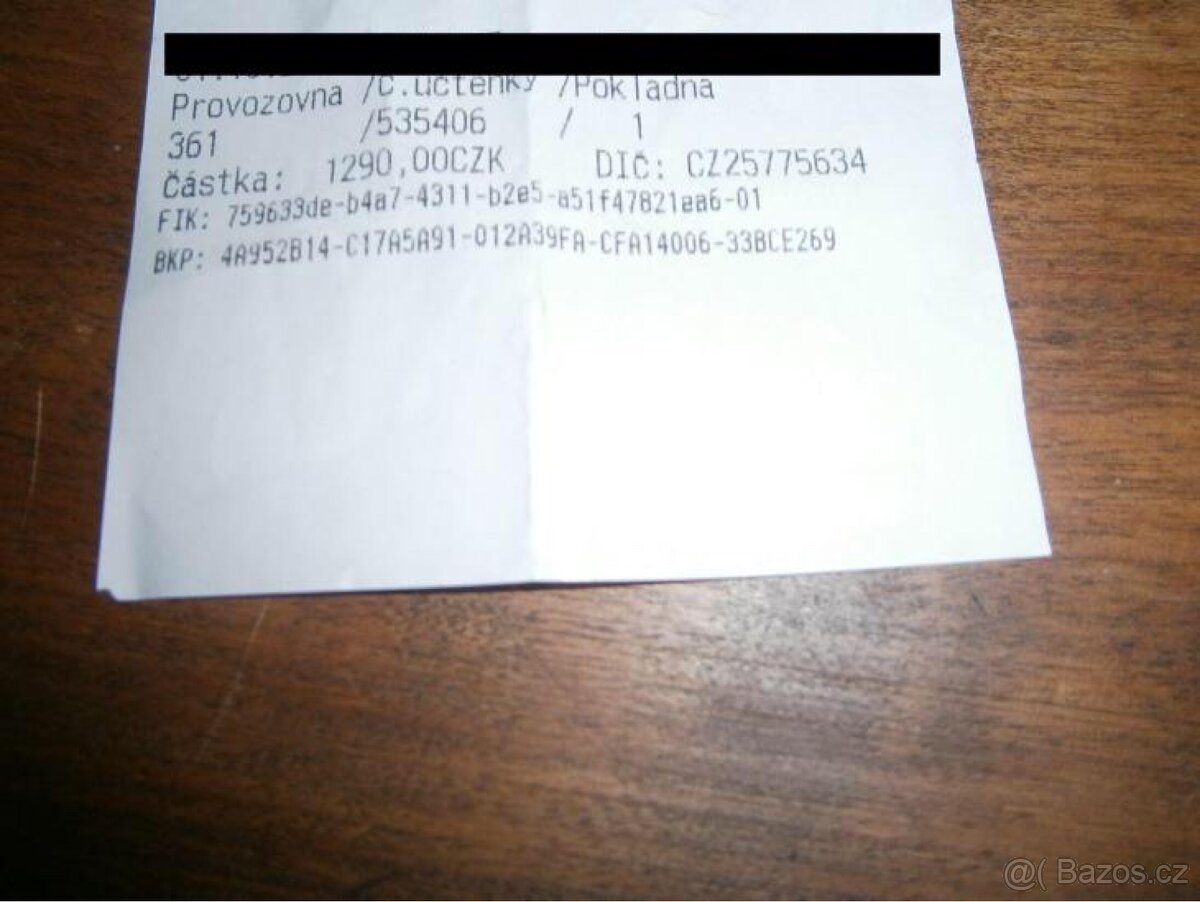 Provozovna /Č.účtenky /Pokladna
361 /535406 / 1
Částka: 1290,00CZK DIČ: CZ25775634
FIK: 759633de-b4a7-4311-b2e5-a51f47821ea6-01
BKP: 4A952B14-C17A5A91-012A39FA-CFA14006-33BCE269
@( Bazos.cz